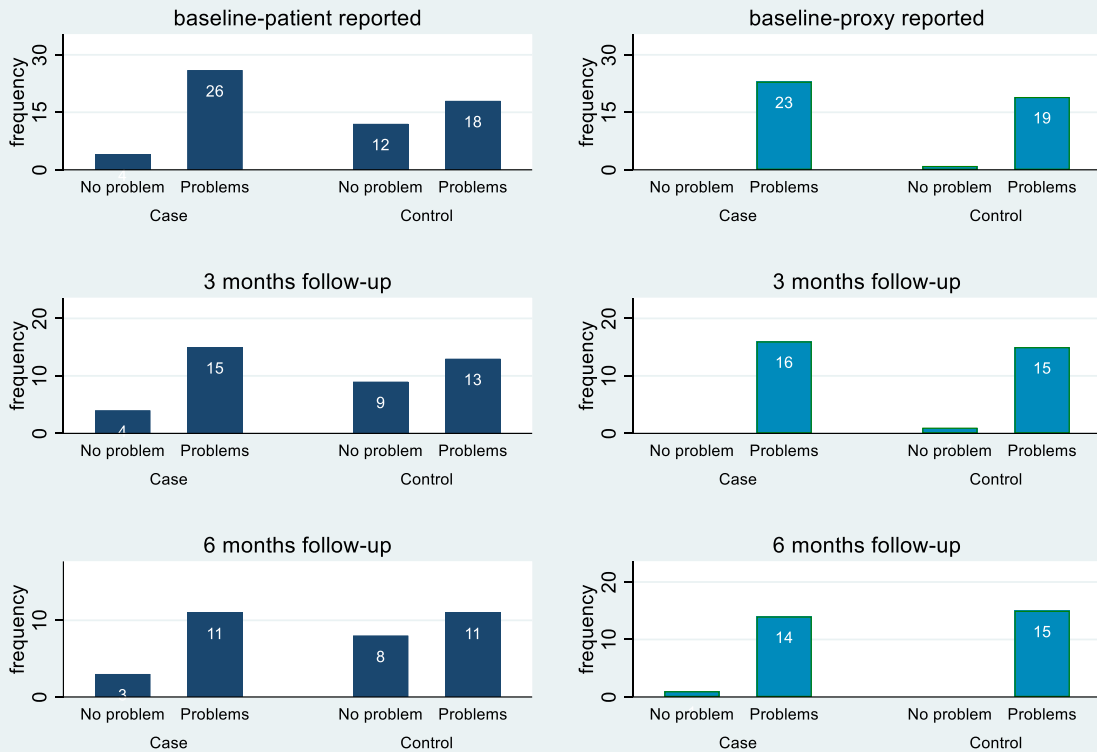 baseline-patient reported
frequency
30
15
0
26
12
18
4
No problem Problems No problem Problems
Case Control
baseline-proxy reported
frequency
30
15
0
23
19
No problem Problems No problem Problems
Case Control
3 months follow-up
frequency
20
10
0
4
15
9
13
No problem Problems No problem Problems
Case Control
3 months follow-up
frequency
20
10
0
16
15
No problem Problems No problem Problems
Case Control
6 months follow-up
frequency
10
0
3
11
8
11
No problem Problems No problem Problems
Case Control
6 months follow-up
frequency
20
10
0
14
15
No problem Problems No problem Problems
Case Control